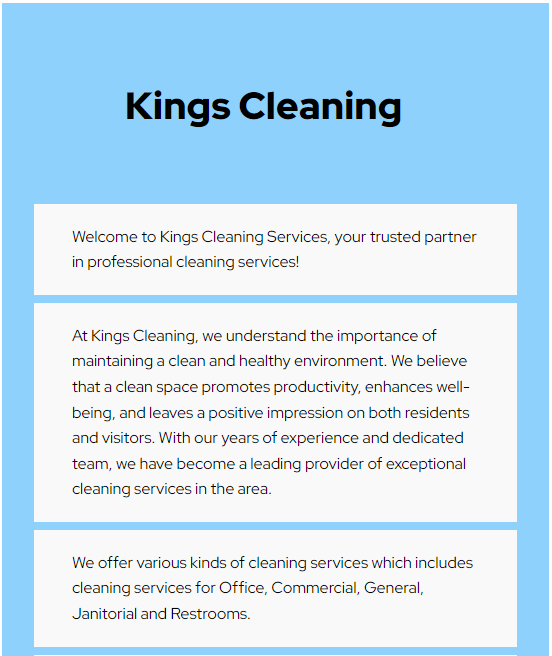 Kings Cleaning
Welcome to Kings Cleaning Services, your trusted partner
in professional cleaning services!
At Kings Cleaning, we understand the importance of
maintaining a clean and healthy environment. We believe
that a clean space promotes productivity, enhances well-
being, and leaves a positive impression on both residents
and visitors. With our years of experience and dedicated
team, we have become a leading provider of exceptional
cleaning services in the area.
We offer various kinds of cleaning services which includes
cleaning services for Office, Commercial, General,
Janitorial and Restrooms.